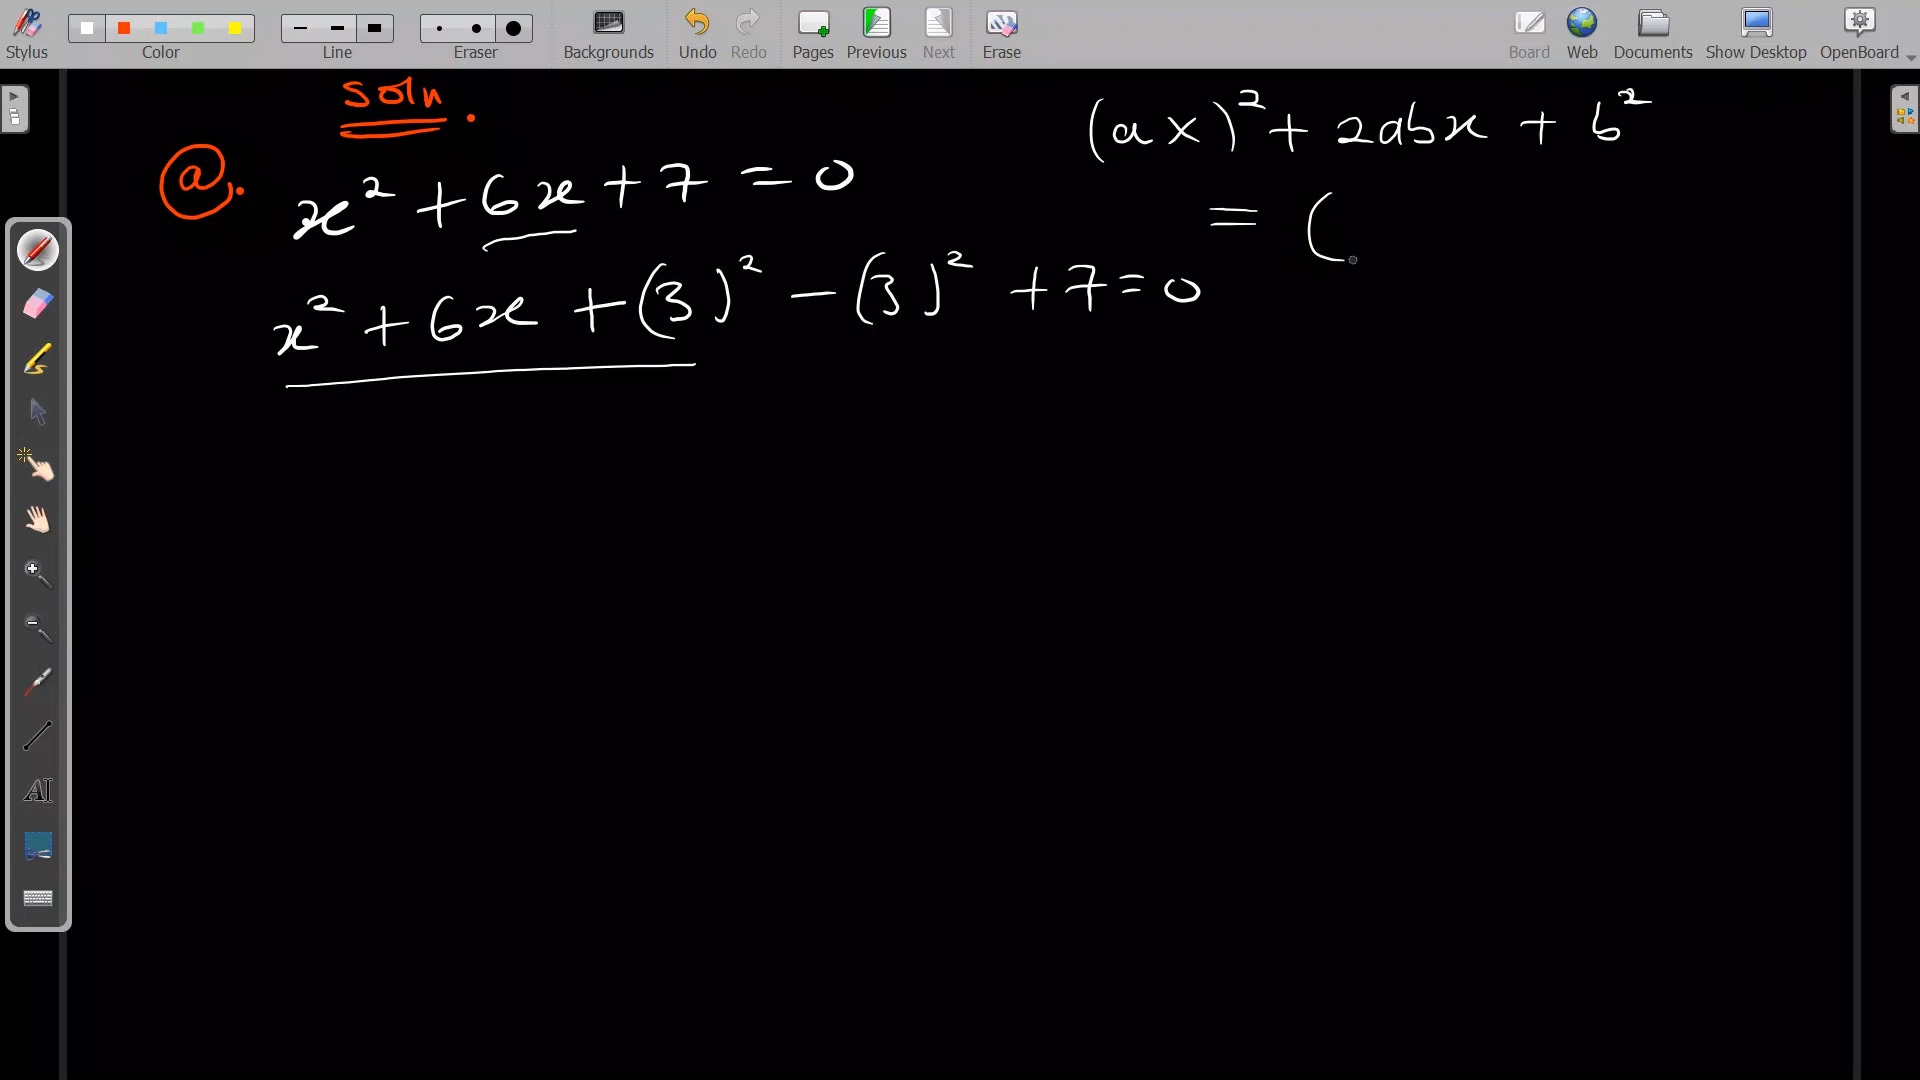 Stylus Color Line Eraser Backgrounds Undo Redo Pages Previous Next Erase Board Web Documents Show Desktop OpenBoard
soln.
(ax)² + 2abx + b²
= (
ⓐ. x² + 6x + 7 = 0
x² + 6x + (3)² - (3)² + 7 = 0
AI